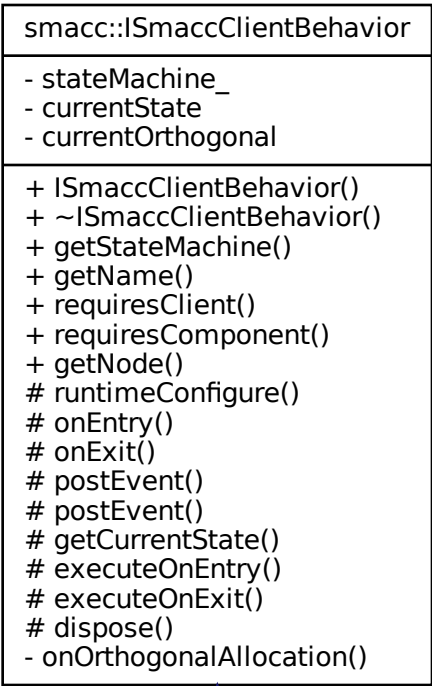 smacc::ISmaccClientBehavior
- stateMachine_
- currentState
- currentOrthogonal
+ ISmaccClientBehavior()
+ ~ISmaccClientBehavior()
+ getStateMachine()
+ getName()
+ requiresClient()
+ requiresComponent()
+ getNode()
# runtimeConfigure()
# onEntry()
# onExit()
# postEvent()
# postEvent()
# getCurrentState()
# executeOnEntry()
# executeOnExit()
# dispose()
- onOrthogonalAllocation()